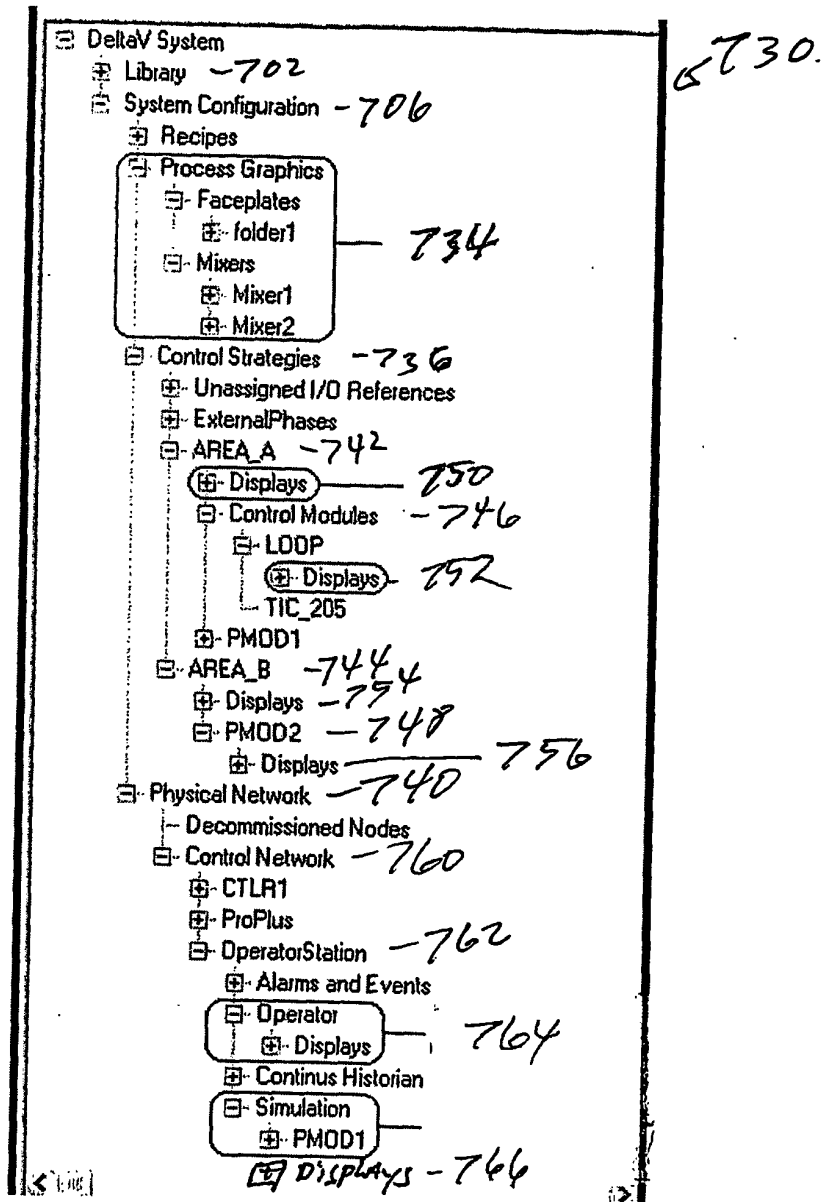 DeltaV System
730.
Library - 702
System Configuration - 706
Recipes
Process Graphics
Faceplates
folder1
734
Mixers
Mixer1
Mixer2
Control Strategies - 736
Unassigned I/O References
ExternalPhases
AREA_A - 742
Displays 750
Control Modules - 746
LOOP
Displays - 752
TIC_205
PMOD1
AREA_B - 744
Displays - 754
PMOD2 - 748
Displays 756
Physical Network - 740
Decommissioned Nodes
Control Network - 760
CTLR1
ProPlus
OperatorStation - 762
Alarms and Events
Operator
Displays 764
Continus Historian
Simulation
PMOD1
DISPLAYS - 766